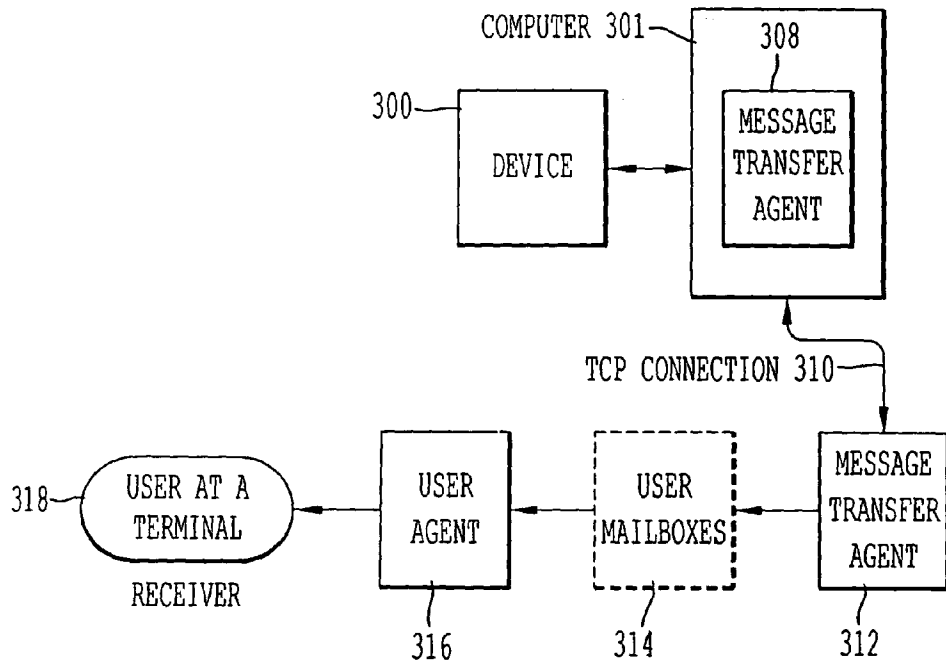 COMPUTER 301
308
300
MESSAGE
TRANSFER
AGENT
DEVICE
TCP CONNECTION 310
318
USER AT A
TERMINAL
RECEIVER
USER
AGENT
316
USER
MAILBOXES
314
MESSAGE
TRANSFER
AGENT
312